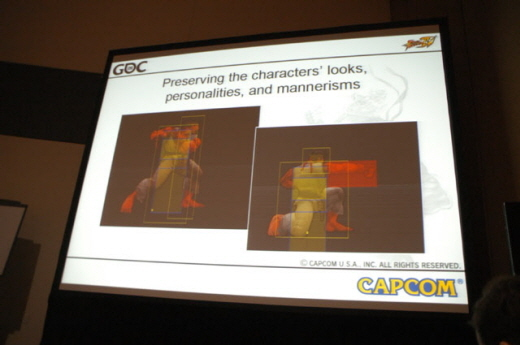 GDC
Preserving the characters' looks,
personalities, and mannerisms
© CAPCOM U.S.A., INC. ALL RIGHTS RESERVED.
CAPCOM